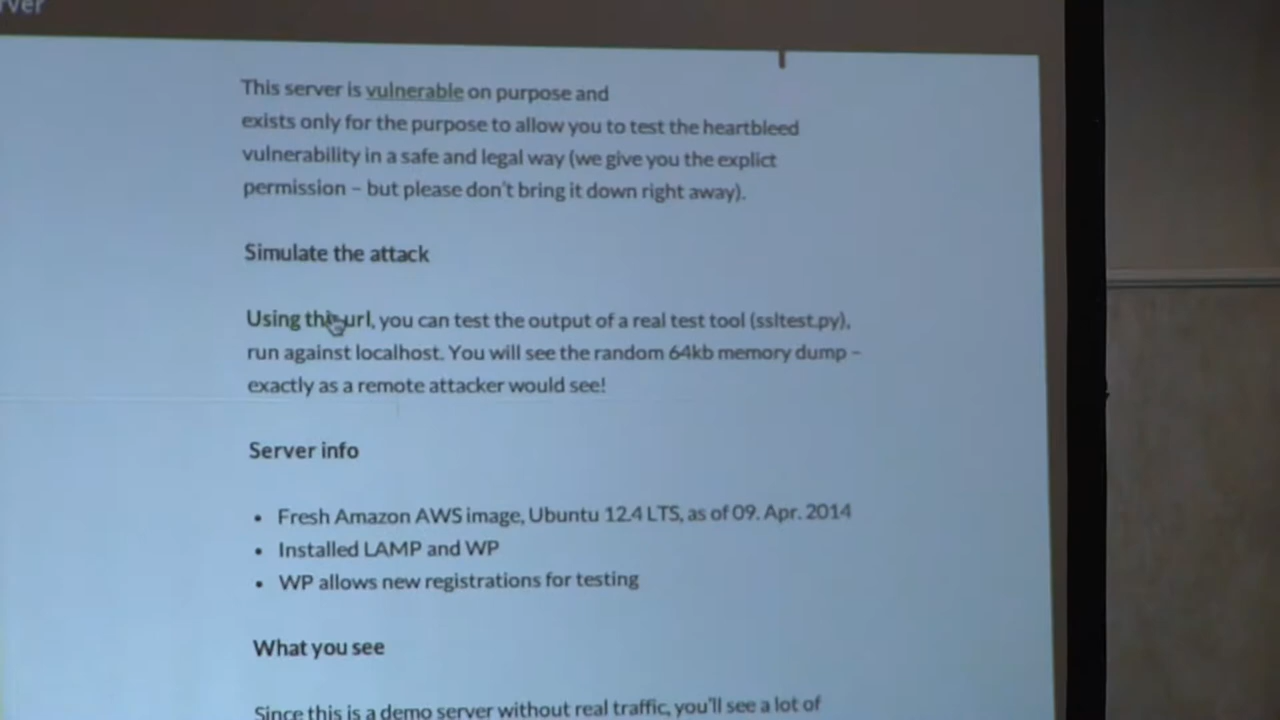 This server is vulnerable on purpose and
exists only for the purpose to allow you to test the heartbleed
vulnerability in a safe and legal way (we give you the explict
permission – but please don't bring it down right away).
Simulate the attack
Using this url, you can test the output of a real test tool (ssltest.py),
run against localhost. You will see the random 64kb memory dump –
exactly as a remote attacker would see!
Server info
• Fresh Amazon AWS image, Ubuntu 12.4 LTS, as of 09. Apr. 2014
• Installed LAMP and WP
• WP allows new registrations for testing
What you see
Since this is a demo server without real traffic, you'll see a lot of